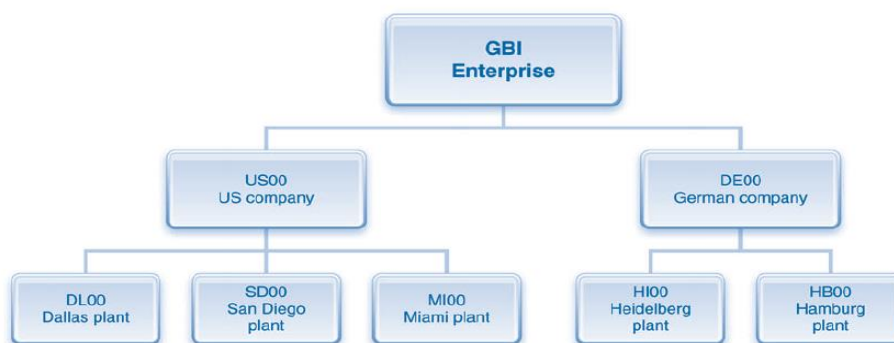 GBI
Enterprise
US00
US company
DE00
German company
DL00
Dallas plant
SD00
San Diego
plant
MI00
Miami plant
HI00
Heidelberg
plant
HB00
Hamburg
plant